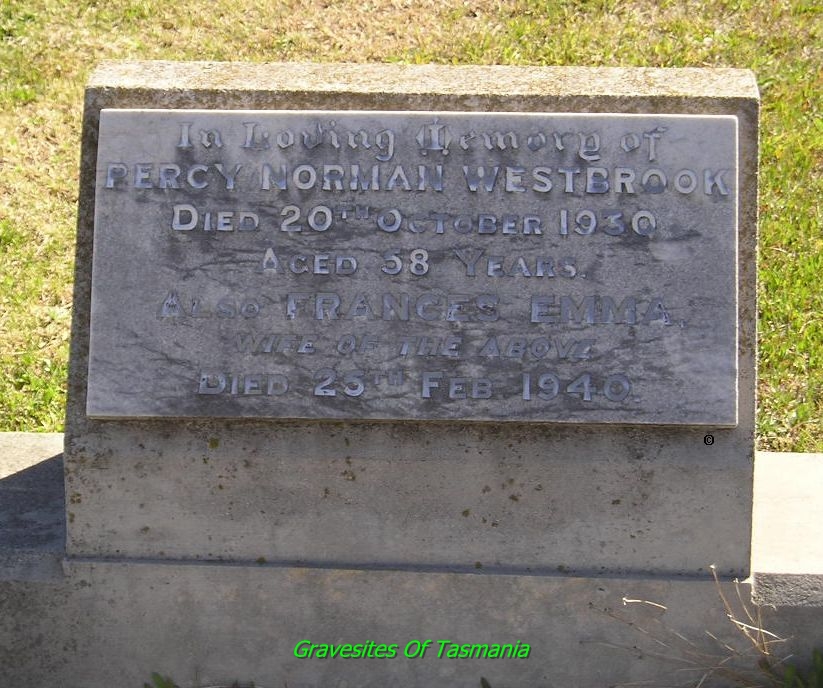 In Loving Memory of
PERCY NORMAN WESTBROOK
DIED 20TH OCTOBER 1930
AGED 58 YEARS.
ALSO FRANCES EMMA,
WIFE OF THE ABOVE
DIED 25TH FEB. 1940.
©
Gravesites Of Tasmania